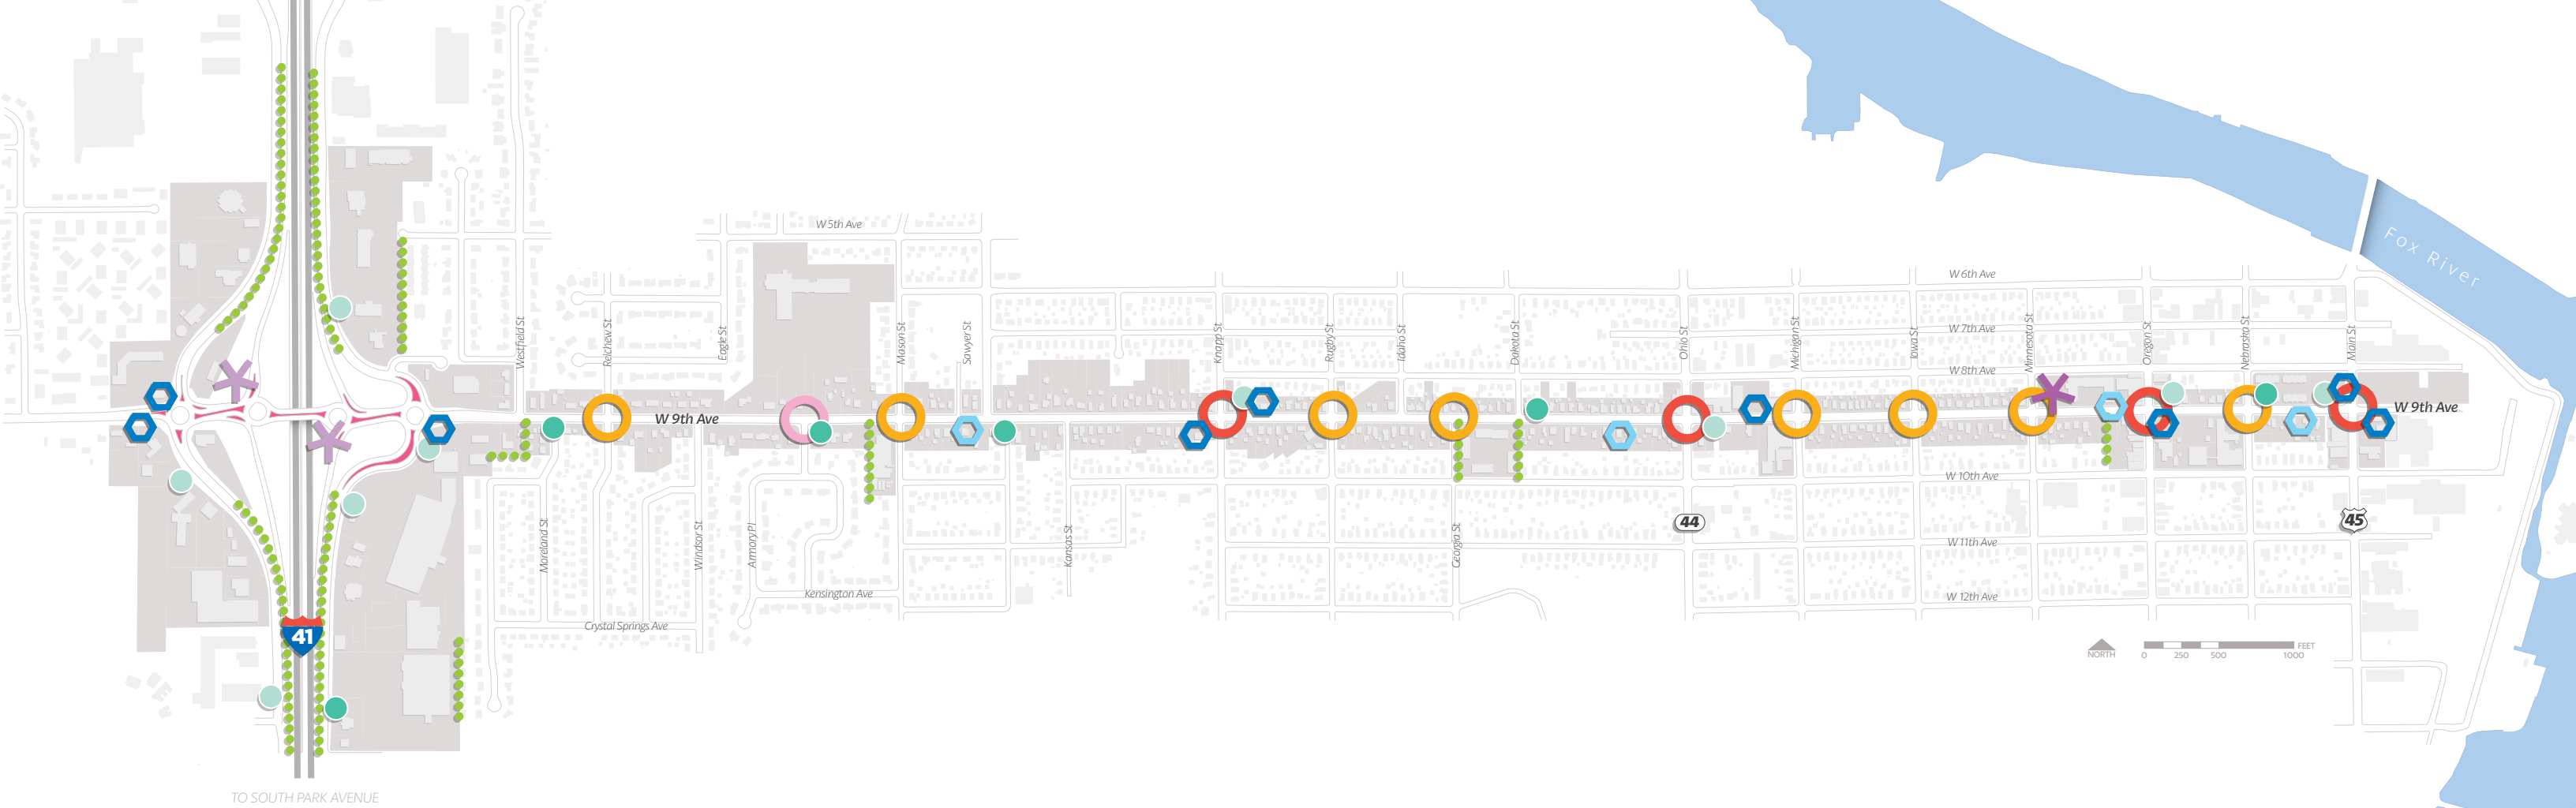 Fox River
W 5th Ave
W 6th Ave
W 7th Ave
W 8th Ave
Westfield St
Reichow St
Eagle St
Mason St
Sawyer St
Knapp St
Rugby St
Idaho St
Dakota St
Ohio St
Michigan St
Iowa St
Minnesota St
Oregon St
Nebraska St
Main St
W 9th Ave
W 9th Ave
W 10th Ave
44
45
Moreland St
Windsor St
Armory Pl
Kansas St
Georgia St
W 11th Ave
Kensington Ave
W 12th Ave
Crystal Springs Ave
41
NORTH
0 250 500 1000 FEET
TO SOUTH PARK AVENUE